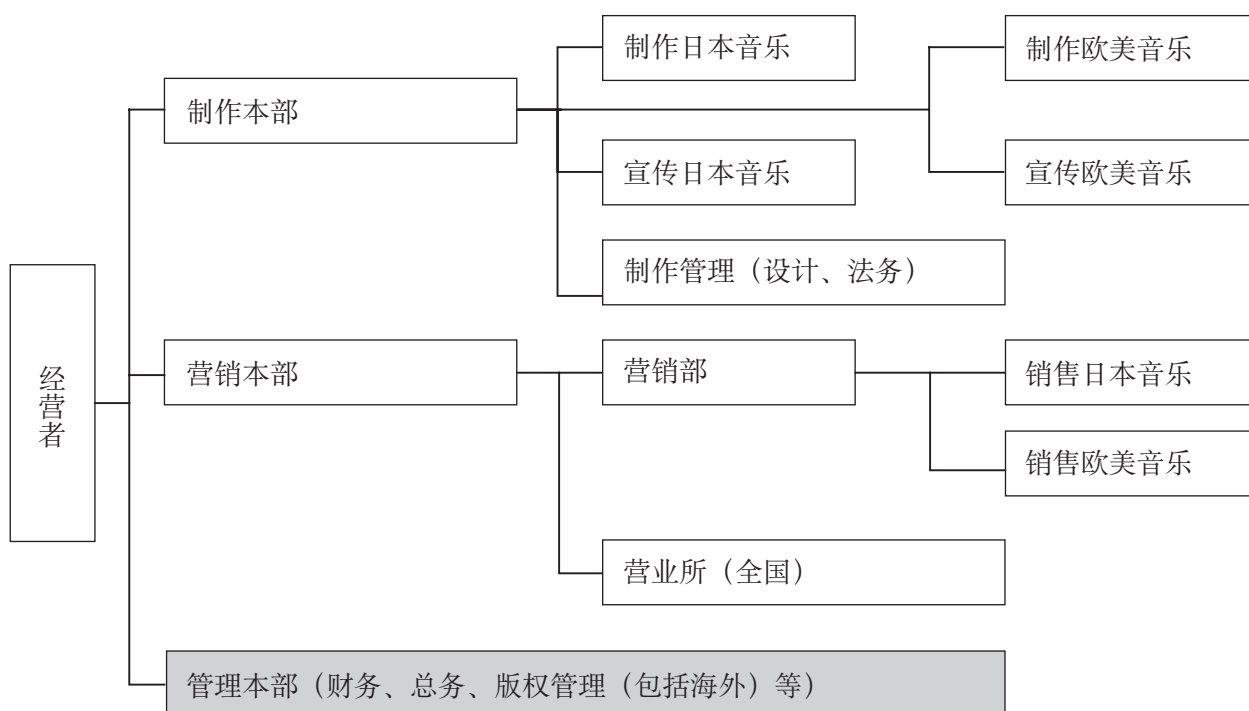 制作日本音乐
制作欧美音乐
制作本部
宣传日本音乐
宣传欧美音乐
制作管理（设计、法务）
经营者
营销本部
营销部
销售日本音乐
销售欧美音乐
营业所（全国）
管理本部（财务、总务、版权管理（包括海外）等）